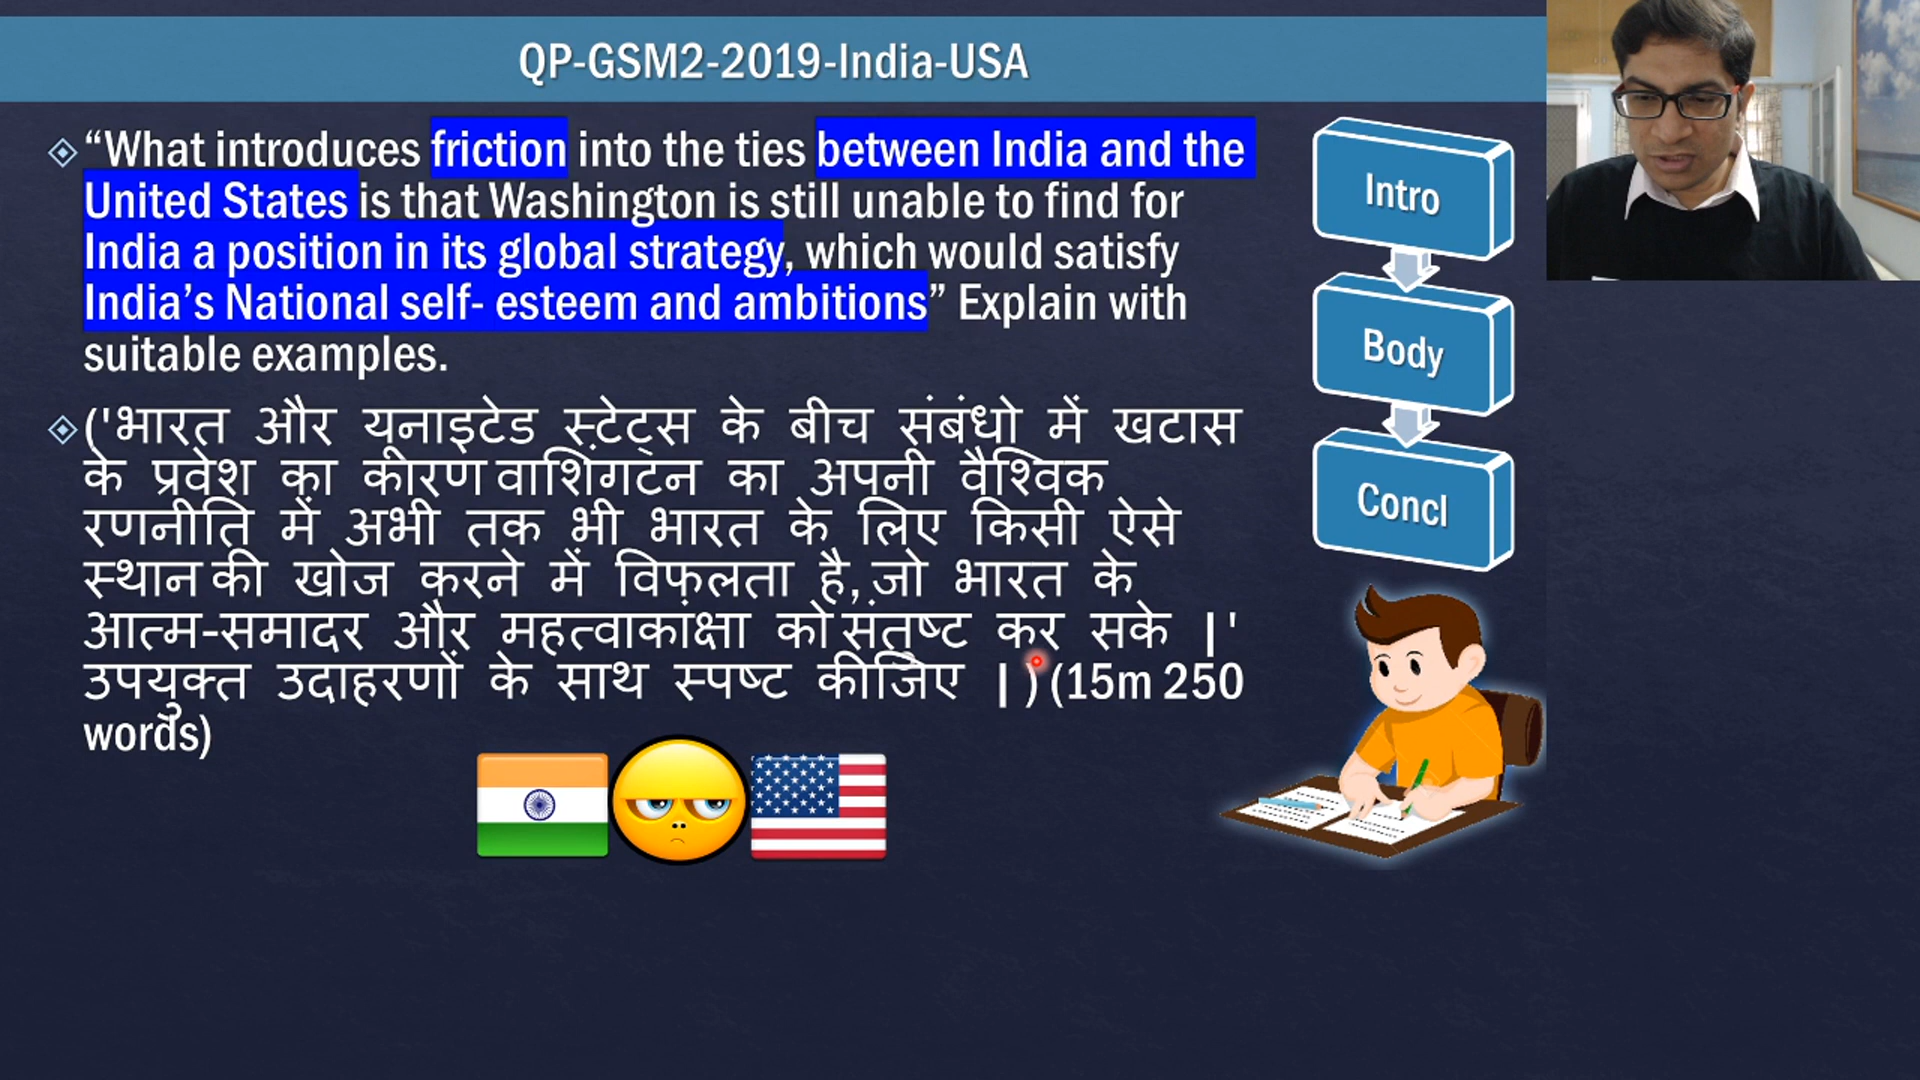 QP-GSM2-2019-India-USA
“What introduces friction into the ties between India and the
United States is that Washington is still unable to find for
India a position in its global strategy, which would satisfy
India’s National self- esteem and ambitions” Explain with
suitable examples.
('भारत और यूनाइटेड स्टेट्स के बीच संबंधो में खटास
के प्रवेश का कारण वाशिंगटन का अपनी वैश्विक
रणनीति में अभी तक भी भारत के लिए किसी ऐसे
स्थान की खोज करने में विफलता है, जो भारत के
आत्म-समादर और महत्वाकांक्षा को संतुष्ट कर सके |'
उपयुक्त उदाहरणों के साथ स्पष्ट कीजिए | ) (15m 250
words)
Intro
Body
Concl